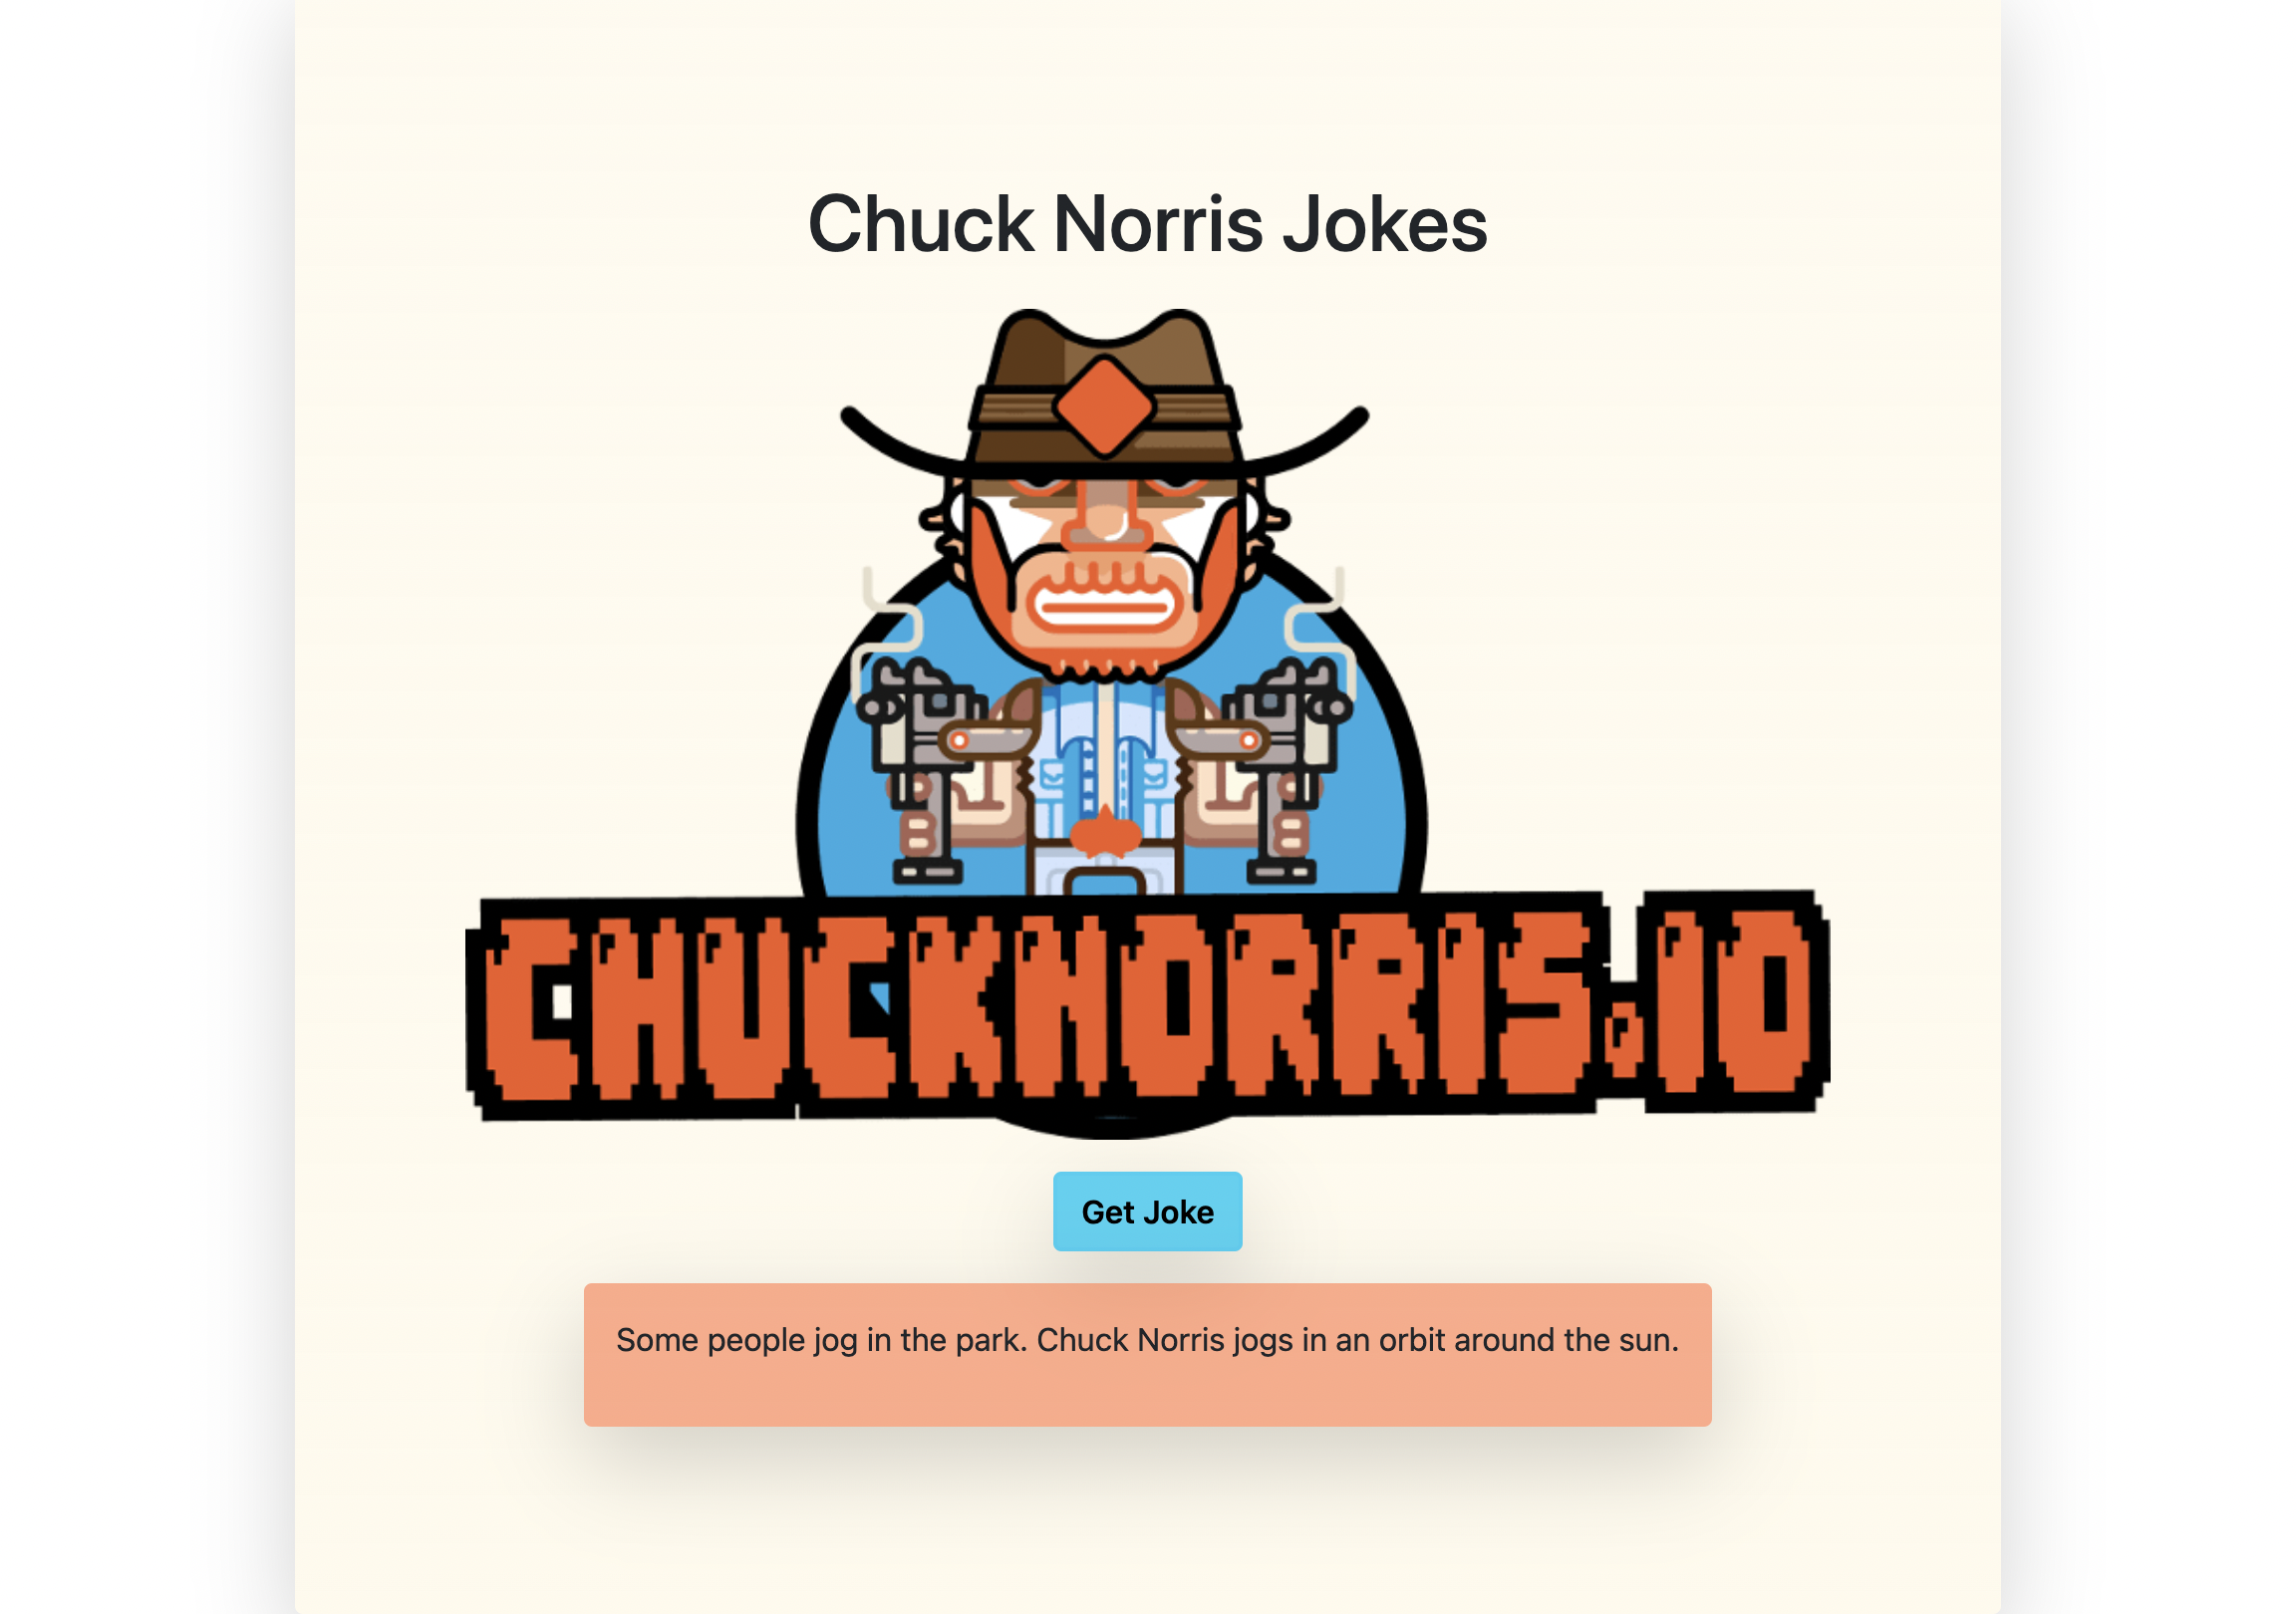 Chuck Norris Jokes
CHUCKNORRIS.IO
Get Joke
Some people jog in the park. Chuck Norris jogs in an orbit around the sun.